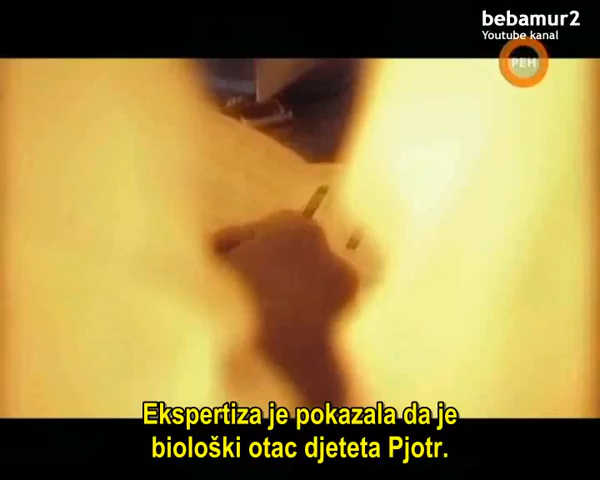 bebamur2
Youtube kanal
РЕН
Ekspertiza je pokazala da je
biološki otac djeteta Pjotr.